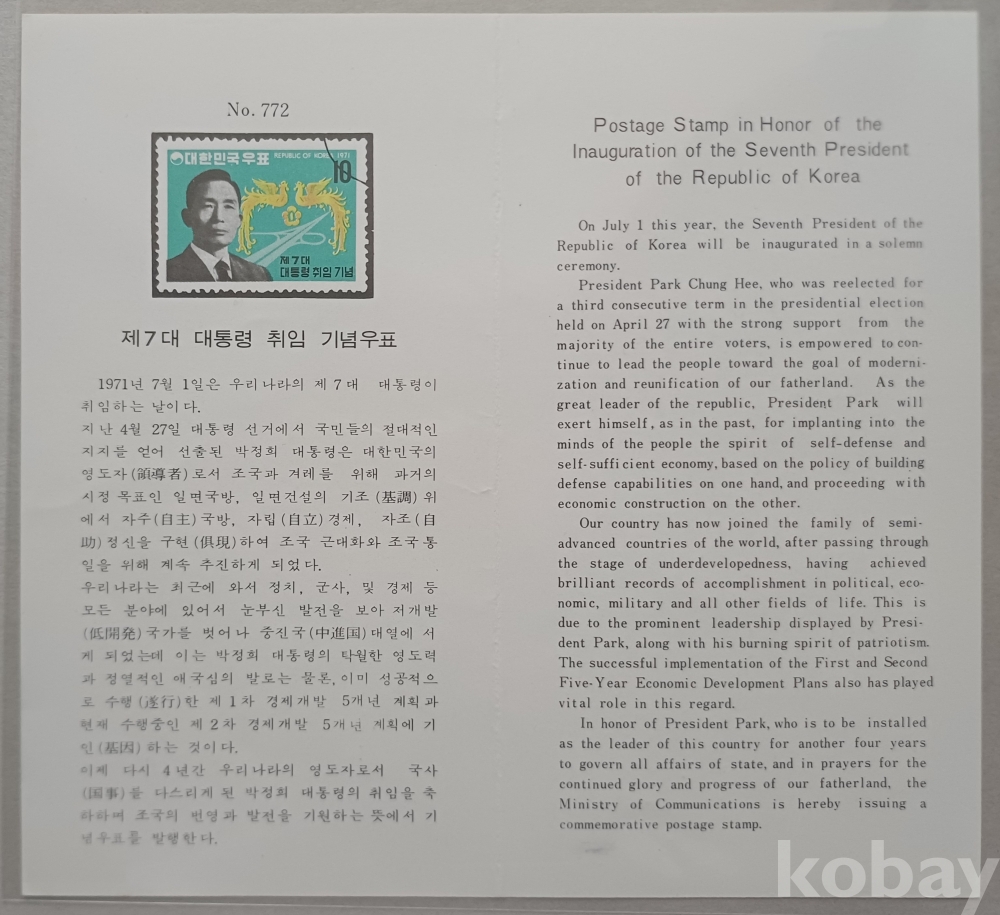 No. 772
대한민국우표 REPUBLIC OF KOREA 1971
10
제7대
대통령 취임 기념
제7대 대통령 취임 기념우표
1971년 7월 1일은 우리나라의 제7대 대통령이
취임하는 날이다.
지난 4월 27일 대통령 선거에서 국민들의 절대적인
지지를 얻어 선출된 박정희 대통령은 대한민국의
영도자(領導者)로서 조국과 겨레를 위해 과거의
시정 목표인 일면국방, 일면건설의 기조(基調)위
에서 자주(自主)국방, 자립(自立)경제, 자조(自
助)정신을 구현(俱現)하여 조국 근대화와 조국통
일을 위해 계속 추진하게 되었다.
우리나라는 최근에 와서 정치, 군사, 및 경제 등
모든 분야에 있어서 눈부신 발전을 보아 저개발
(低開発)국가를 벗어나 중진국(中進国)대열에 서
게 되었는데 이는 박정희 대통령의 탁월한 영도력
과 정열적인 애국심의 발로는 물론, 이미 성공적으
로 수행(遂行)한 제1차 경제개발 5개년 계획과
현재 수행중인 제2차 경제개발 5개년 계획에 기
인(基因)하는 것이다.
이제 다시 4년간 우리나라의 영도자로서 국사
(国事)를 다스리게 된 박정희 대통령의 취임을 축
하하며 조국의 번영과 발전을 기원하는 뜻에서 기
념우표를 발행한다.
Postage Stamp in Honor of the
Inauguration of the Seventh President
of the Republic of Korea
On July 1 this year, the Seventh President of the
Republic of Korea will be inaugurated in a solemn
ceremony.
President Park Chung Hee, who was reelected for
a third consecutive term in the presidential election
held on April 27 with the strong support from the
majority of the entire voters, is empowered to con-
tinue to lead the people toward the goal of moderni-
zation and reunification of our fatherland. As the
great leader of the republic, President Park will
exert himself, as in the past, for implanting into the
minds of the people the spirit of self-defense and
self-sufficient economy, based on the policy of building
defense capabilities on one hand, and proceeding with
economic construction on the other.
Our country has now joined the family of semi-
advanced countries of the world, after passing through
the stage of underdevelopedness, having achieved
brilliant records of accomplishment in political, eco-
nomic, military and all other fields of life. This is
due to the prominent leadership displayed by Presi-
dent Park, along with his burning spirit of patriotism.
The successful implementation of the First and Second
Five-Year Economic Development Plans also has played
vital role in this regard.
In honor of President Park, who is to be installed
as the leader of this country for another four years
to govern all affairs of state, and in prayers for the
continued glory and progress of our fatherland, the
Ministry of Communications is hereby issuing a
commemorative postage stamp.
kobay